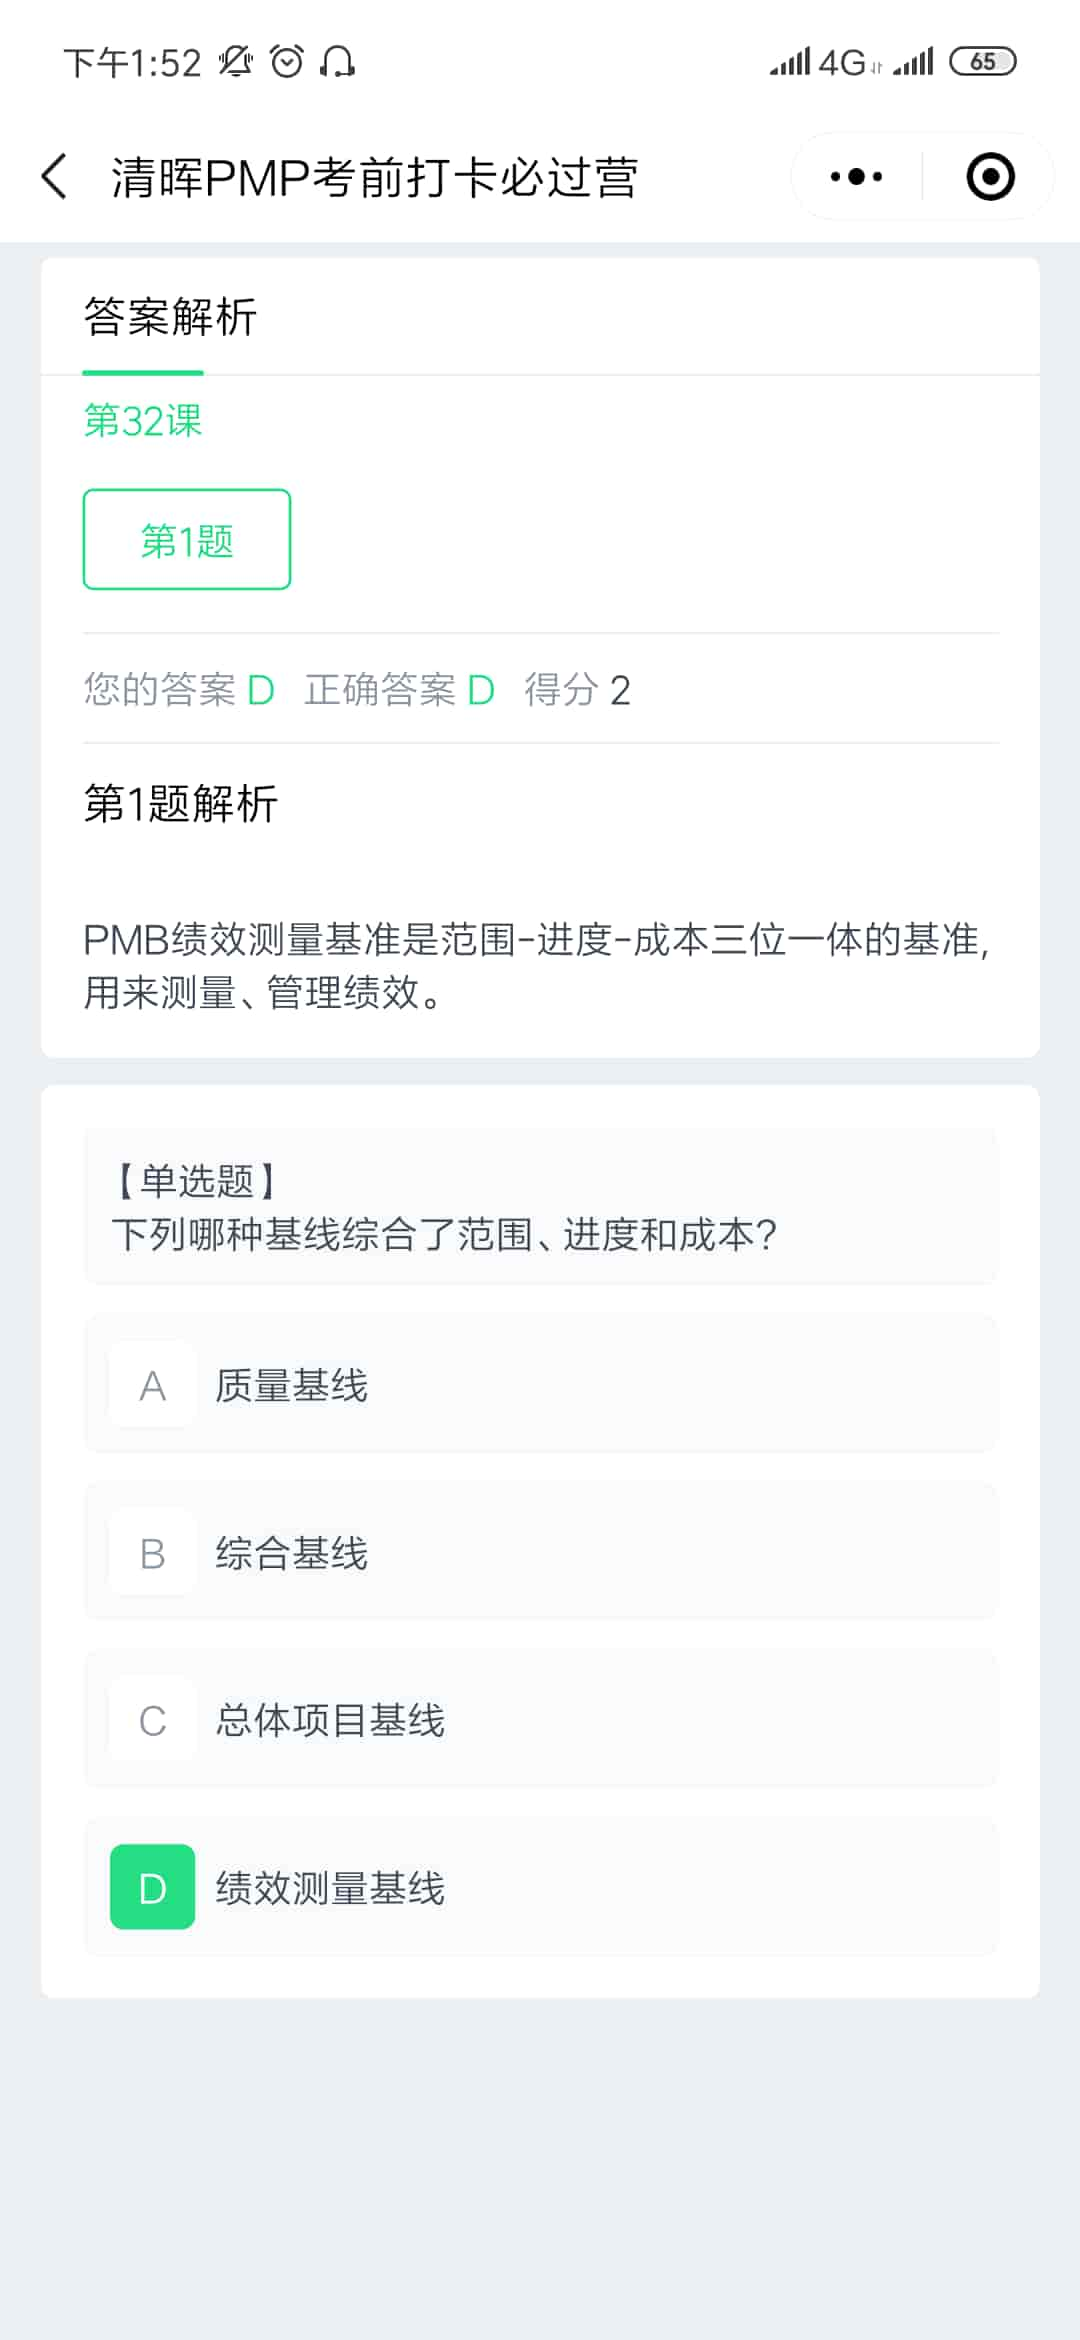 下午1:52 4G 65
清晖PMP考前打卡必过营
答案解析
第32课
第1题
您的答案 D 正确答案 D 得分 2
第1题解析
PMB绩效测量基准是范围-进度-成本三位一体的基准,
用来测量、管理绩效。
【单选题】
下列哪种基线综合了范围、进度和成本?
A 质量基线
B 综合基线
C 总体项目基线
D 绩效测量基线